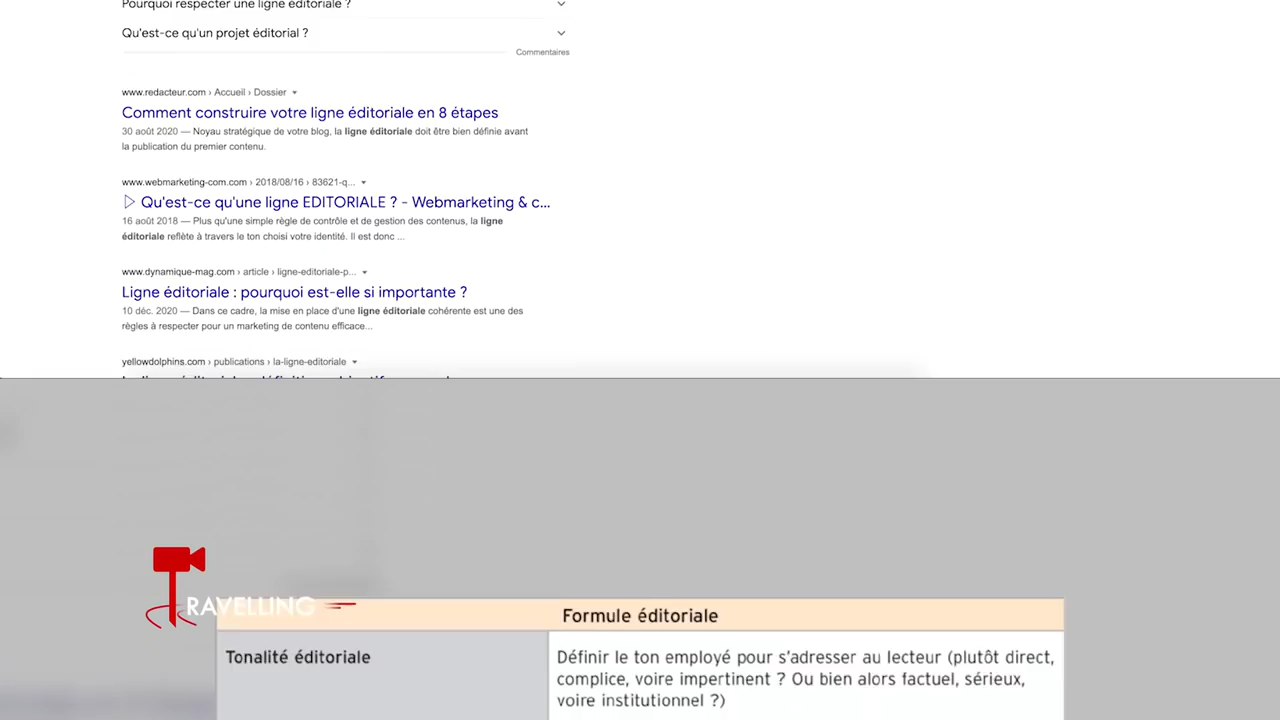 Pourquoi respecter une ligne éditoriale ?
Qu'est-ce qu'un projet éditorial ?
Commentaires
www.redacteur.com › Accueil › Dossier
Comment construire votre ligne éditoriale en 8 étapes
30 août 2020 — Noyau stratégique de votre blog, la ligne éditoriale doit être bien définie avant
la publication du premier contenu.
www.webmarketing-com.com › 2018/08/16 › 83621-q...
▷ Qu'est-ce qu'une ligne EDITORIALE ? - Webmarketing & c...
16 août 2018 — Plus qu'une simple règle de contrôle et de gestion des contenus, la ligne
éditoriale reflète à travers le ton choisi votre identité. Il est donc ...
www.dynamique-mag.com › article › ligne-editoriale-p...
Ligne éditoriale : pourquoi est-elle si importante ?
10 déc. 2020 — Dans ce cadre, la mise en place d'une ligne éditoriale cohérente est une des
règles à respecter pour un marketing de contenu efficace...
yellowdolphins.com › publications › la-ligne-editoriale
TRAVELLING
Formule éditoriale
Tonalité éditoriale
Définir le ton employé pour s'adresser au lecteur (plutôt direct,
complice, voire impertinent ? Ou bien alors factuel, sérieux,
voire institutionnel ?)